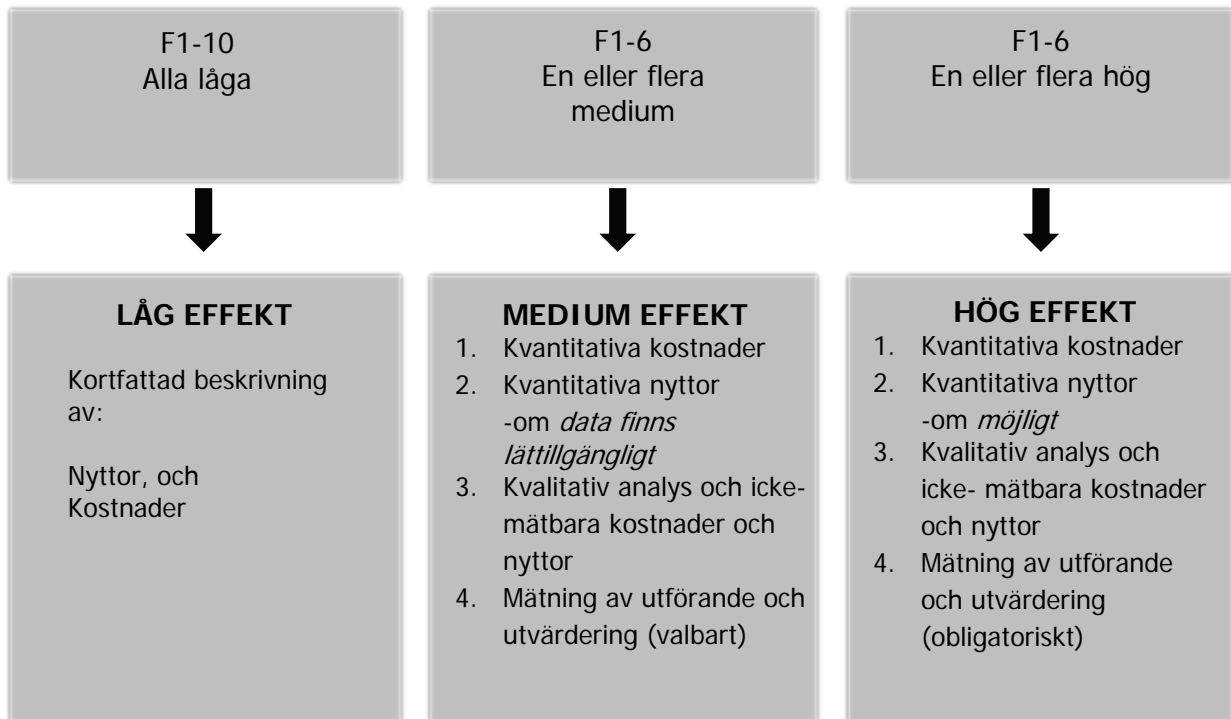 F1-10
Alla låga
F1-6
En eller flera
medium
F1-6
En eller flera hög
LÅG EFFEKT
Kortfattad beskrivning
av:
Nyttor, och
Kostnader
MEDIUM EFFEKT
1. Kvantitativa kostnader
2. Kvantitativa nyttor
-om data finns
lättillgängligt
3. Kvalitativ analys och icke-
mätbara kostnader och
nyttor
4. Mätning av utförande och
utvärdering (valbart)
HÖG EFFEKT
1. Kvantitativa kostnader
2. Kvantitativa nyttor
-om möjligt
3. Kvalitativ analys och
icke- mätbara kostnader
och nyttor
4. Mätning av utförande
och utvärdering
(obligatoriskt)